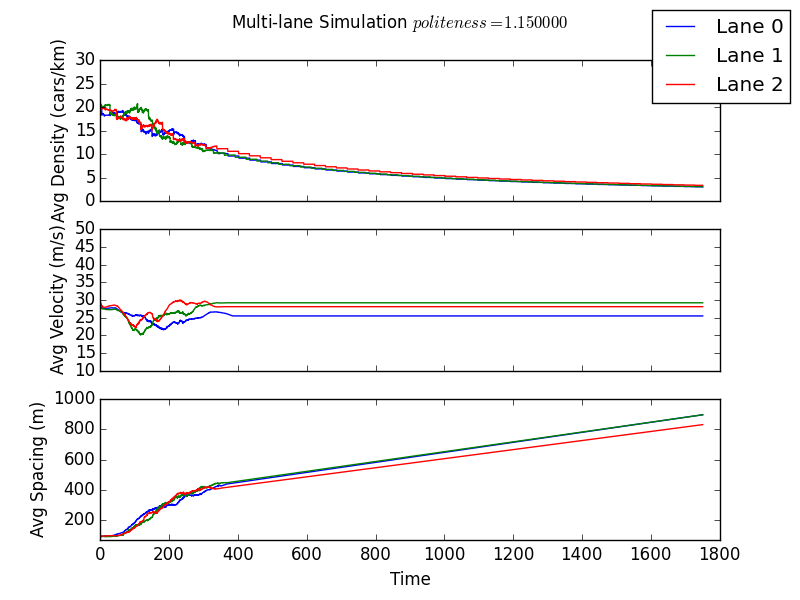 Multi-lane Simulation politeness=1.150000
Lane 0
Lane 1
Lane 2
Avg Density (cars/km)
30
25
20
15
10
5
0
Avg Velocity (m/s)
50
45
40
35
30
25
20
15
10
Avg Spacing (m)
1000
800
600
400
200
0 200 400 600 800 1000 1200 1400 1600 1800
Time